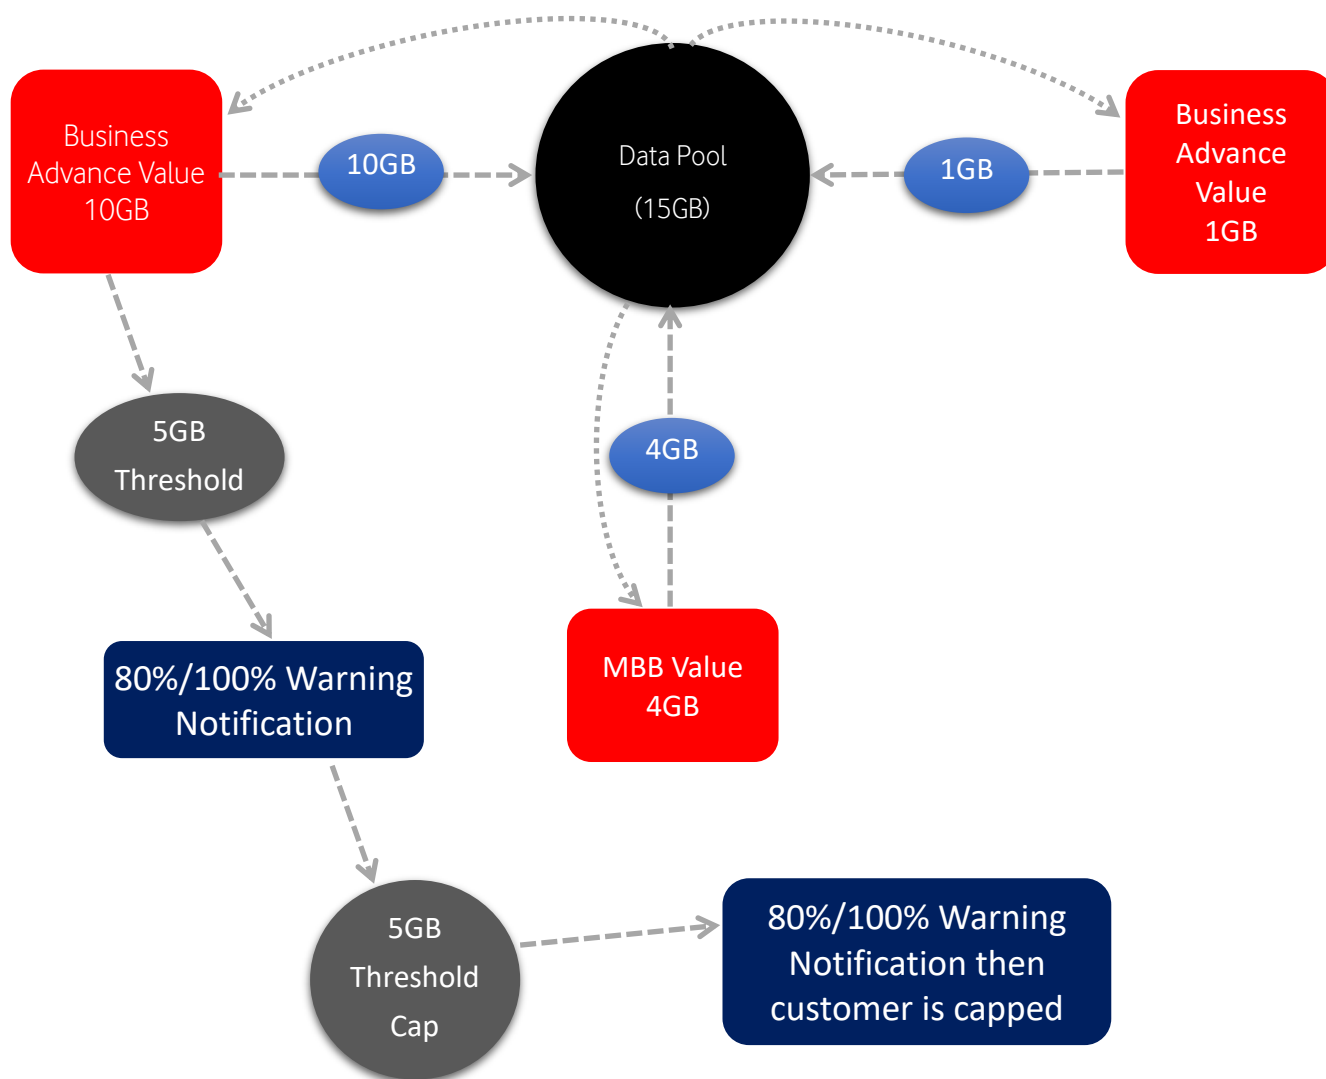 Business
Advance Value
10GB
10GB
Data Pool
(15GB)
1GB
Business
Advance
Value
1GB
5GB
Threshold
4GB
80%/100% Warning
Notification
MBB Value
4GB
5GB
Threshold
Cap
80%/100% Warning
Notification then
customer is capped